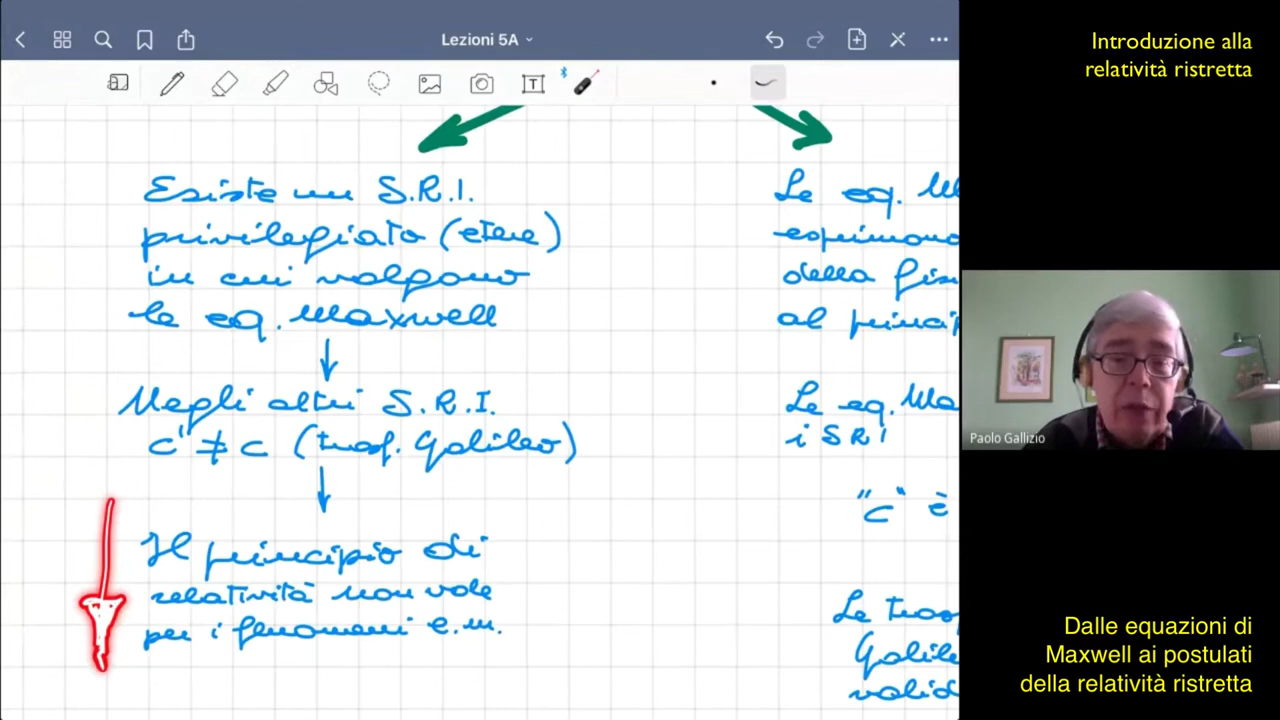 Lezioni 5A
T
Introduzione alla
relatività ristretta
Esiste un S.R.I.
privilegiato (etere)
in cui valgono
le eq. Maxwell
Negli altri S.R.I.
c' ≠ c (trasf. Galileo)
Il principio di
relatività non vale
per i fenomeni e.m.
Le eq.
della
al
Le eq.
i SRI
"c" è
Le
Paolo Gallizio
Dalle equazioni di
Maxwell ai postulati
della relatività ristretta